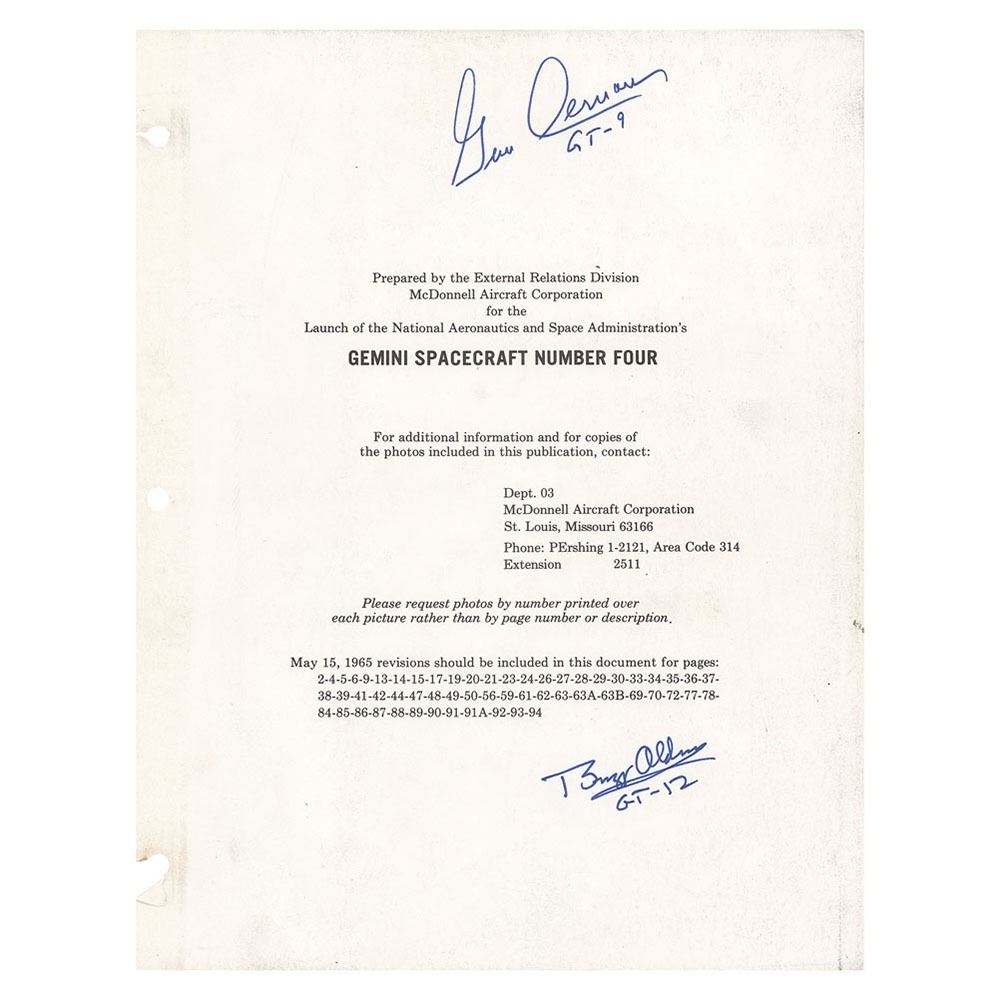 Gene Cernan
GT-9
Prepared by the External Relations Division
McDonnell Aircraft Corporation
for the
Launch of the National Aeronautics and Space Administration's
GEMINI SPACECRAFT NUMBER FOUR
For additional information and for copies of
the photos included in this publication, contact:
Dept. 03
McDonnell Aircraft Corporation
St. Louis, Missouri 63166
Phone: PErshing 1-2121, Area Code 314
Extension 2511
Please request photos by number printed over
each picture rather than by page number or description.
May 15, 1965 revisions should be included in this document for pages:
2-4-5-6-9-13-14-15-17-19-20-21-23-24-26-27-28-29-30-33-34-35-36-37-
38-39-41-42-44-47-48-49-50-56-59-61-62-63-63A-63B-69-70-72-77-78-
84-85-86-87-88-89-90-91-91A-92-93-94
Buzz Aldrin
GT-12